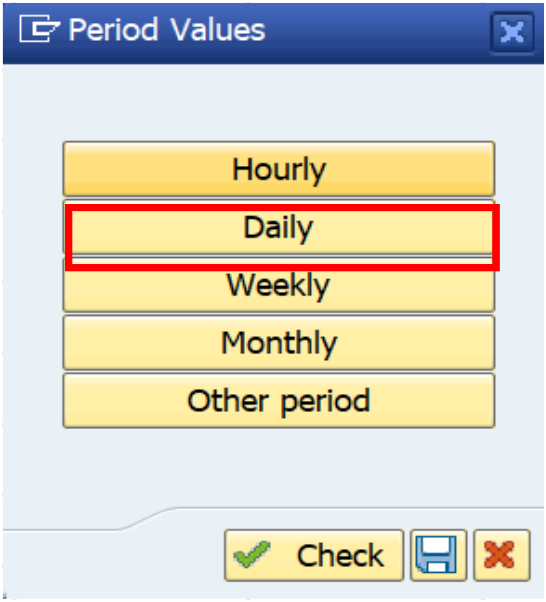 Period Values
Hourly
Daily
Weekly
Monthly
Other period
Check